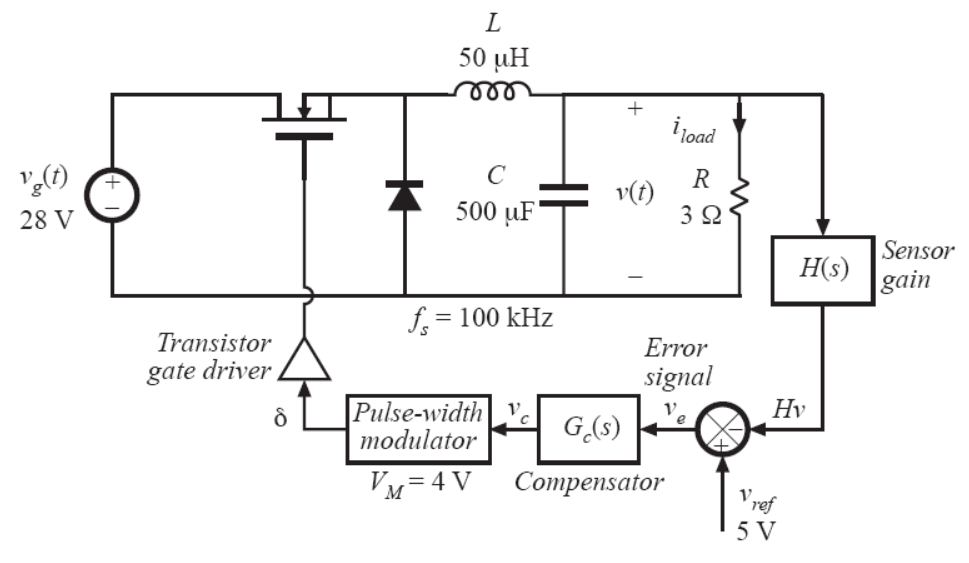 L
50 µH
v_g(t)
28 V
+
−
C
500 µF
+
v(t)
−
i_load
R
3 Ω
H(s)
Sensor
gain
f_s = 100 kHz
Transistor
gate driver
δ
Pulse-width
modulator
V_M = 4 V
v_c
G_c(s)
Compensator
Error
signal
v_e
−
+
Hv
v_ref
5 V